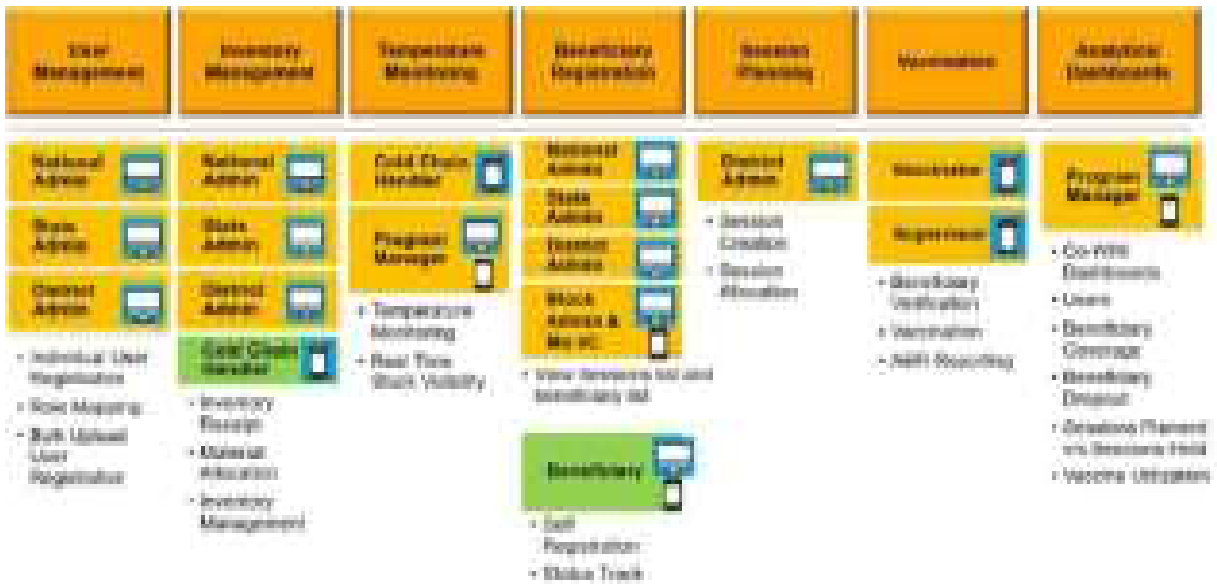 User
Management
Inventory
Management
Temperature
Monitoring
Beneficiary
Registration
Session
Planning
Vaccination
Analytical
Dashboards
National
Admin
State
Admin
District
Admin
• Individual User
Registration
• Role Mapping
• Bulk Upload
User
Registration
National
Admin
State
Admin
District
Admin
Cold Chain
Handler
• Inventory
Receipt
• Material
Allocation
• Inventory
Management
Cold Chain
Handler
Program
Manager
• Temperature
Monitoring
• Real Time
Stock Visibility
National
Admin
State
Admin
District
Admin
Block
Admin &
• View Sessions list and
beneficiary list
Beneficiary
• Self
Registration
• Status Track
District
Admin
• Session
Creation
• Session
Allocation
Vaccinator
Supervisor
• Beneficiary
Verification
• Vaccination
• AEFI Reporting
Program
Manager
• Co-WIN
Dashboards
• Users
• Beneficiary
Coverage
• Beneficiary
Dropout
• Sessions Planned
v/s Sessions Held
• Vaccine Utilization